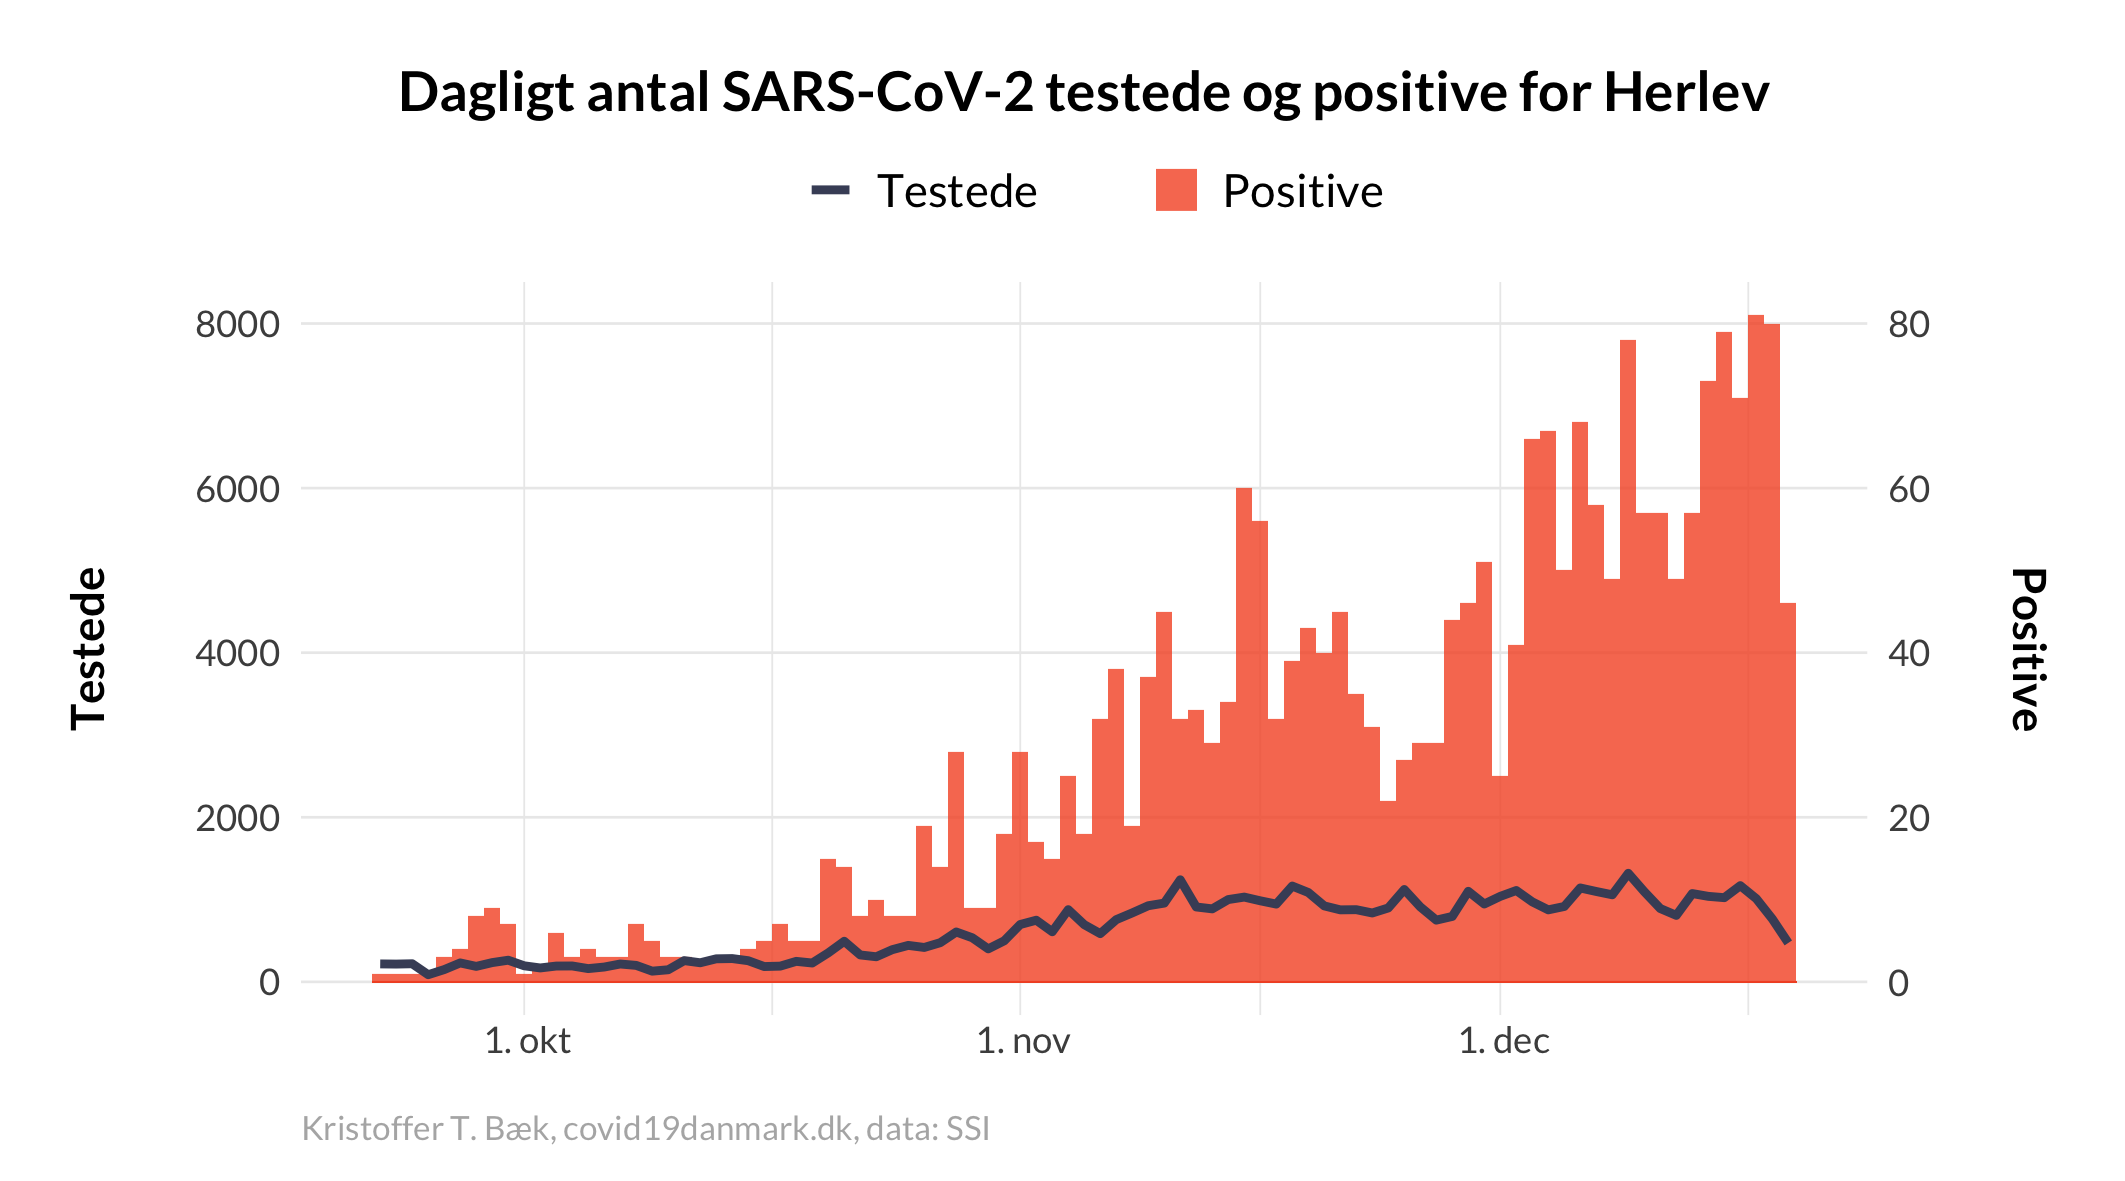 Dagligt antal SARS-CoV-2 testede og positive for Herlev
Testede Positive
8000 80
6000 60
4000 40
2000 20
0 0
Testede
Positive
1. okt 1. nov 1. dec
Kristoffer T. Bæk, covid19danmark.dk, data: SSI